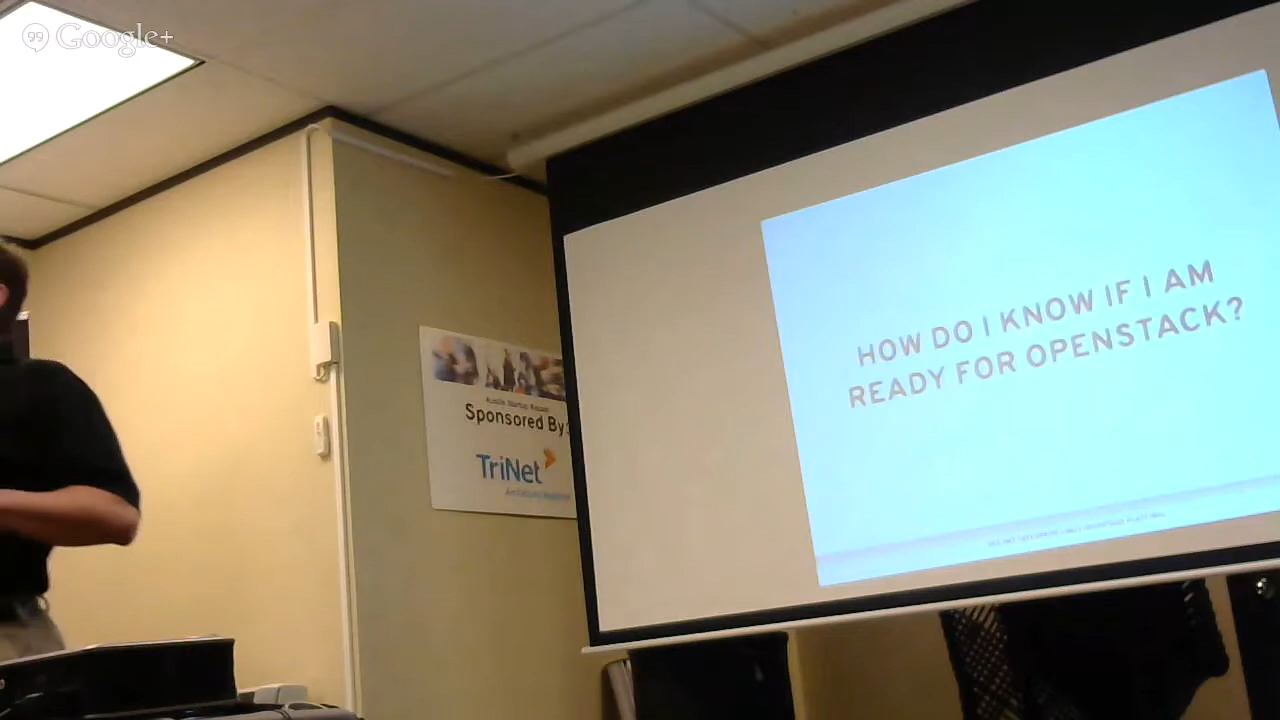 Google+
HOW DO I KNOW IF I AM
READY FOR OPENSTACK?
Sponsored By:
TriNet